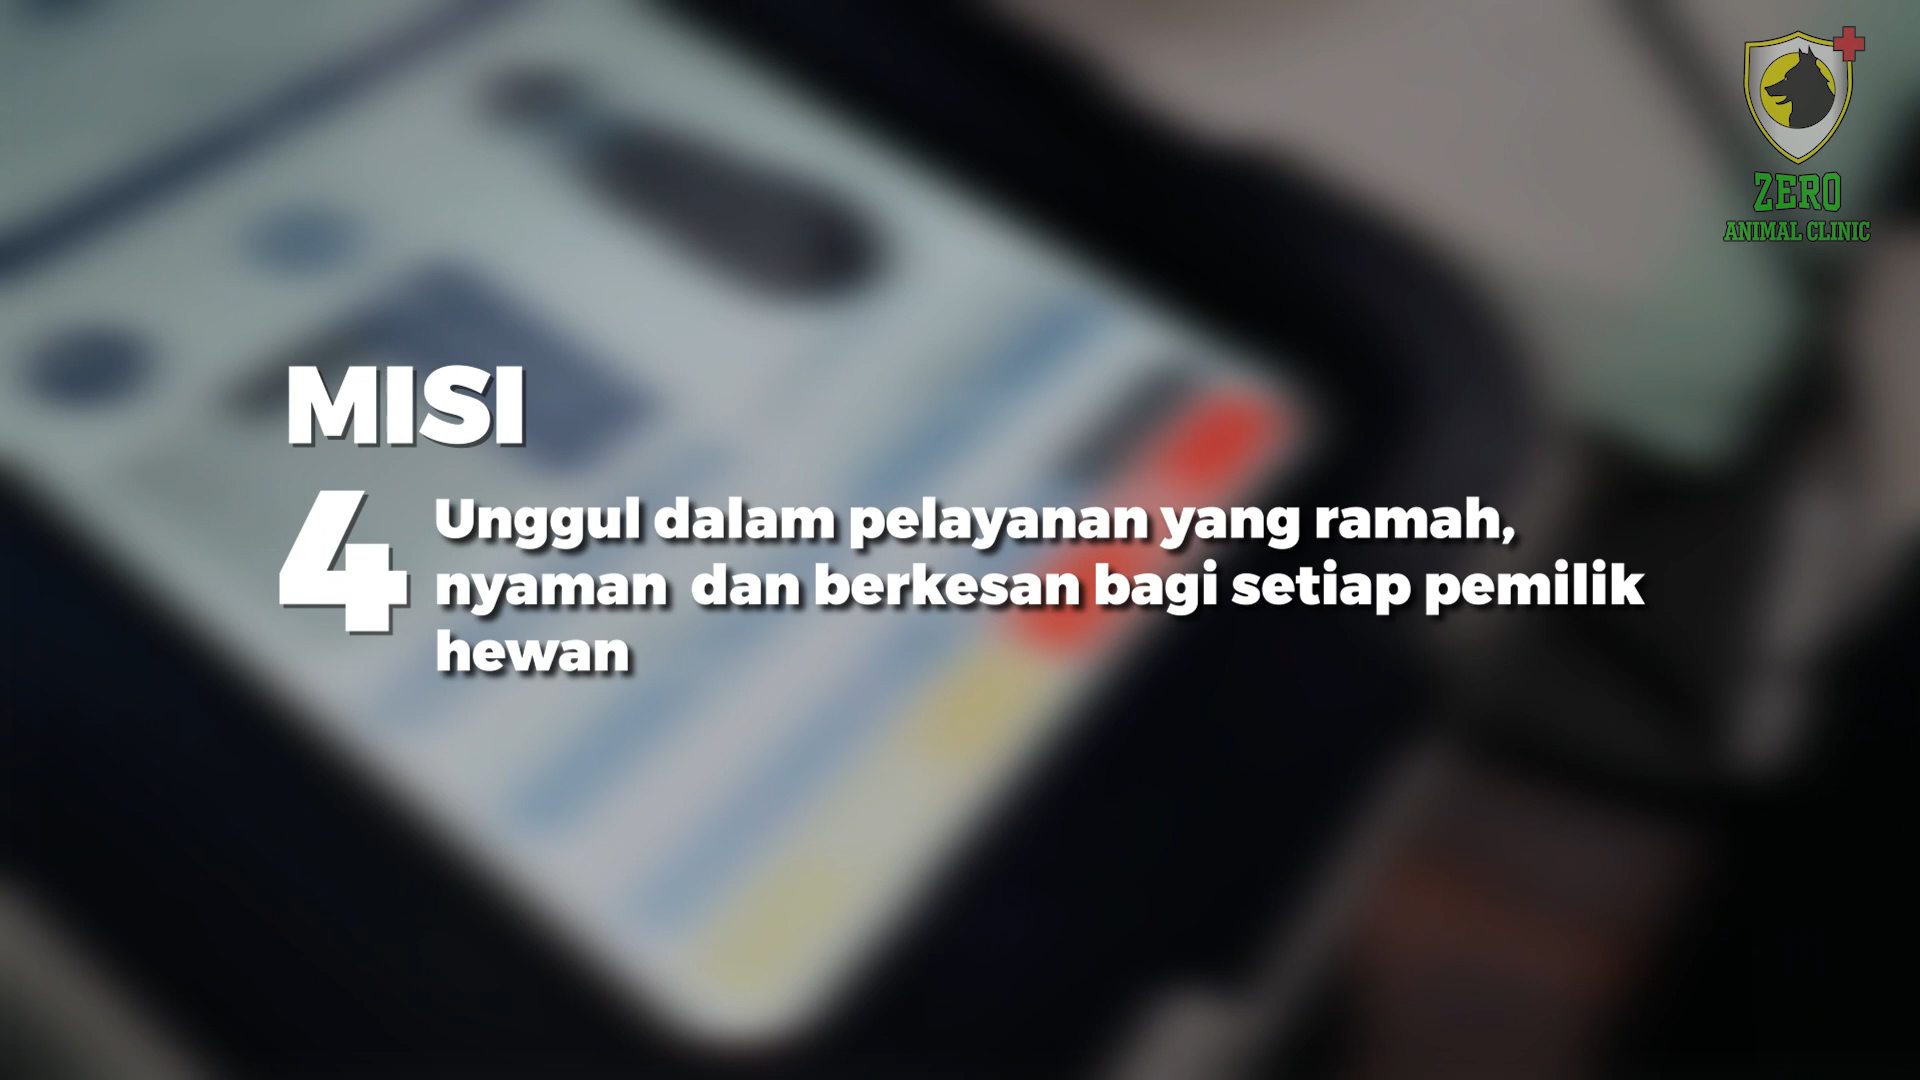 ZERO
ANIMAL CLINIC
MISI
4
Unggul dalam pelayanan yang ramah,
nyaman  dan berkesan bagi setiap pemilik
hewan